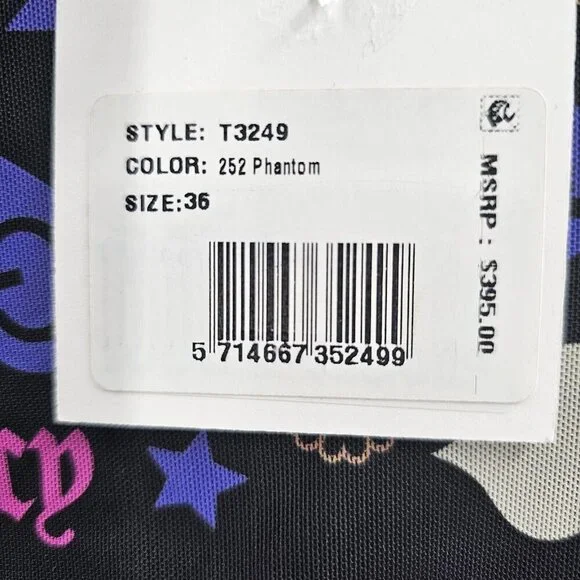 STYLE: T3249
COLOR: 252 Phantom
SIZE:36
5 714667 352499
MSRP: $395.00